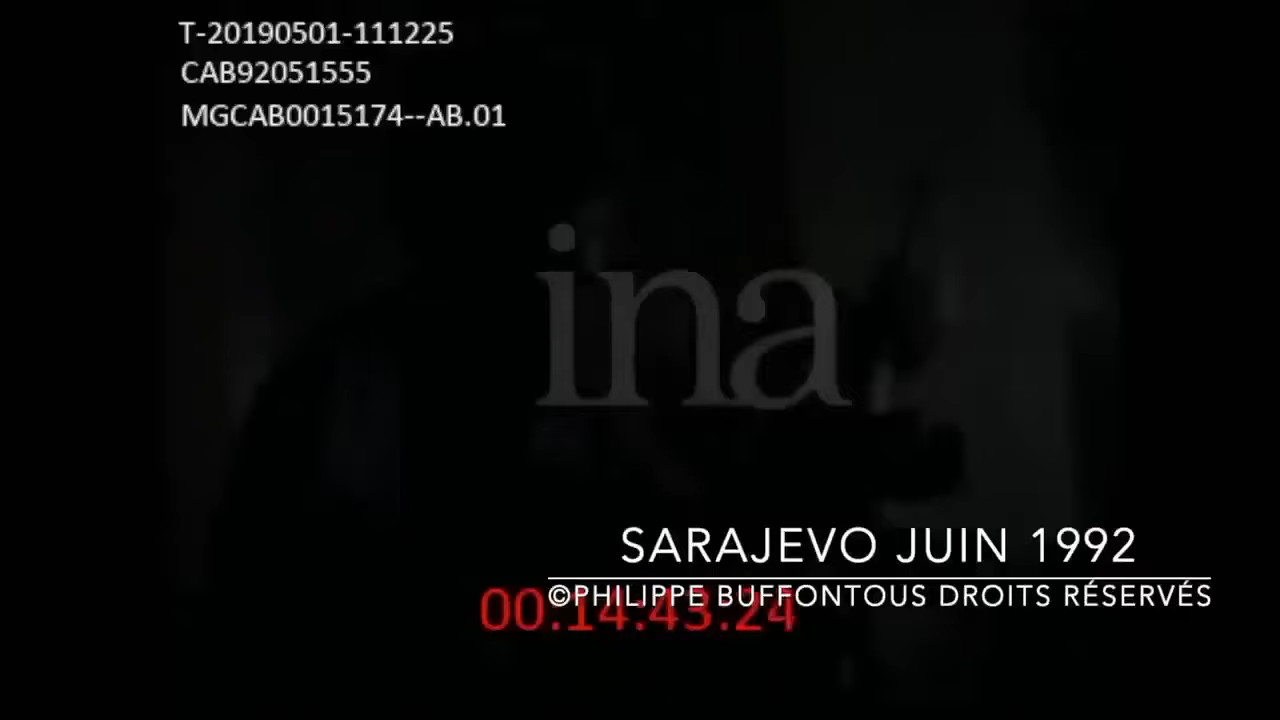 T-20190501-111225
CAB92051555
MGCAB0015174--AB.01
ina
SARAJEVO JUIN 1992
©PHILIPPE BUFFONTOUS DROITS RÉSERVÉS
00:14:43:24